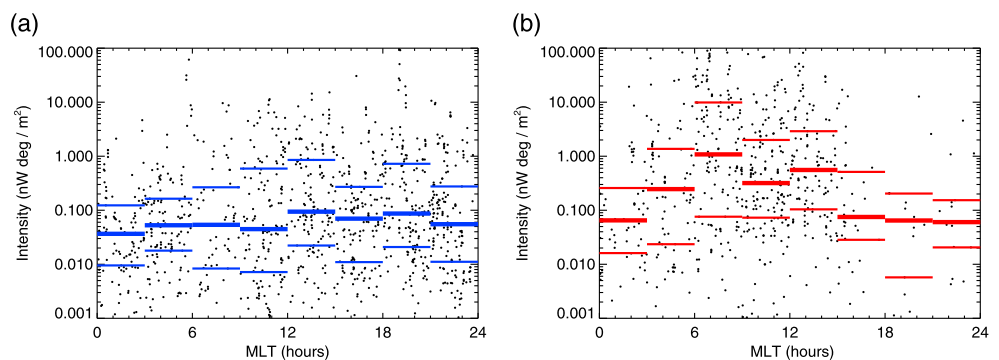 (a)
100.000
10.000
1.000
0.100
0.010
0.001
Intensity (nW deg / m²)
0 6 12 18 24
MLT (hours)
(b)
100.000
10.000
1.000
0.100
0.010
0.001
Intensity (nW deg / m²)
0 6 12 18 24
MLT (hours)